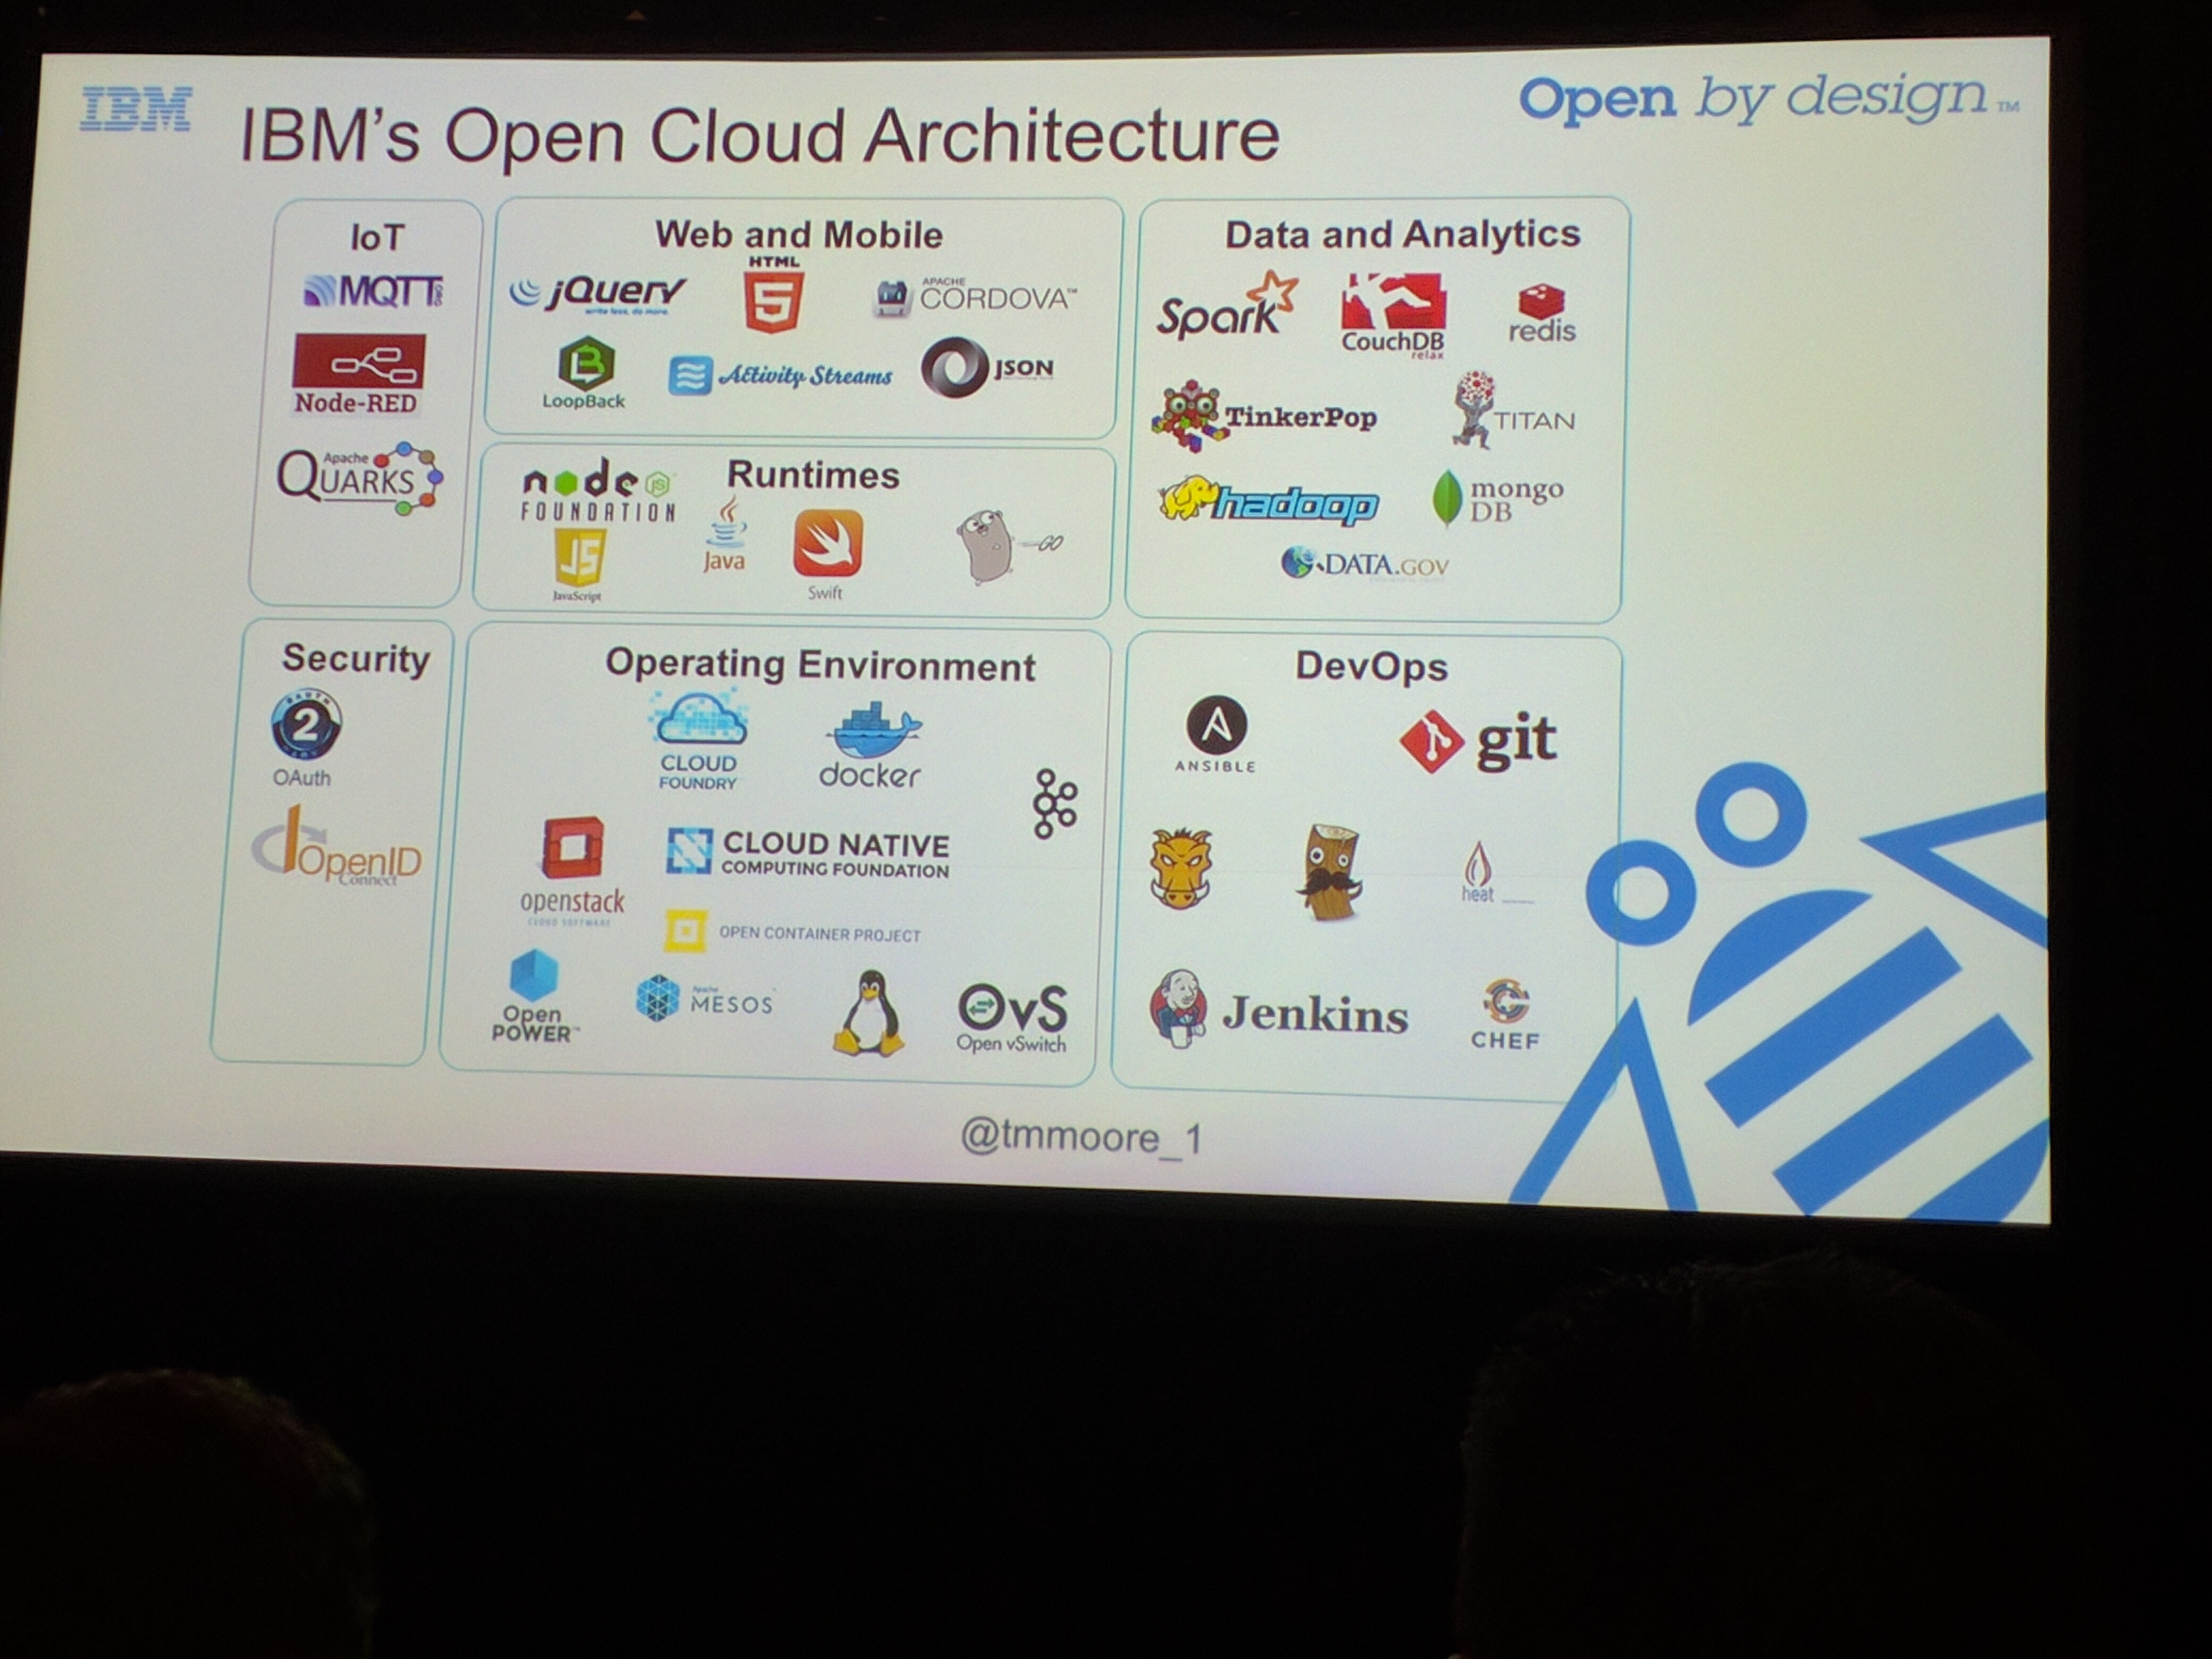 IBM
IBM's Open Cloud Architecture
Open by design™
IoT
MQTT.ORG
Node-RED
Apache
QUARKS
Web and Mobile
jQuery
write less, do more.
HTML
5
APACHE
CORDOVA™
LoopBack
Activity Streams
JSON
Runtimes
node JS
FOUNDATION
JS
JavaScript
Java
Swift
GO
Data and Analytics
Spark
CouchDB
relax
redis
TinkerPop
TITAN
hadoop
mongo
DB
DATA.GOV
Security
OAUTH
2
OAuth
OpenID
Connect
Operating Environment
CLOUD
FOUNDRY
docker
openstack
CLOUD SOFTWARE
CLOUD NATIVE
COMPUTING FOUNDATION
OPEN CONTAINER PROJECT
Open
POWER™
Apache
MESOS
OvS
Open vSwitch
DevOps
A
ANSIBLE
git
heat
Jenkins
CHEF
@tmmoore_1